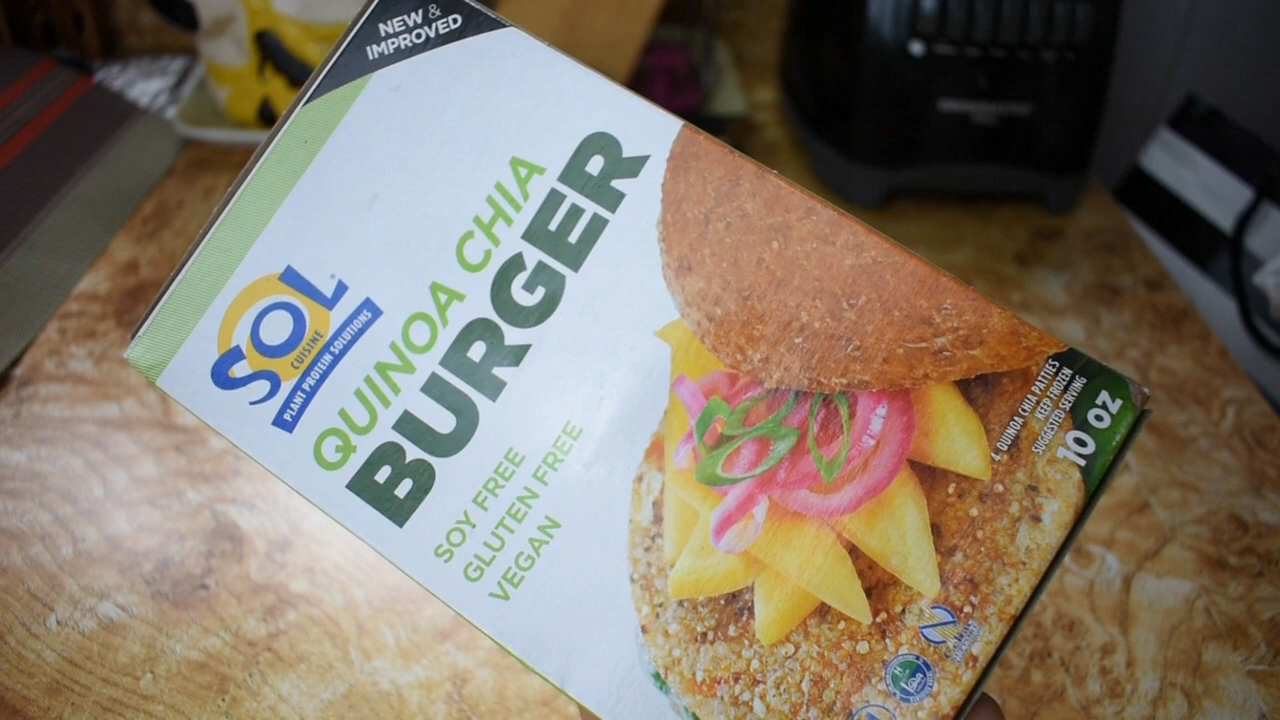 NEW &
IMPROVED
SOL
CUISINE
PLANT PROTEIN SOLUTIONS
QUINOA CHIA
BURGER
SOY FREE
GLUTEN FREE
VEGAN
4 QUINOA CHIA PATTIES
KEEP FROZEN
SUGGESTED SERVING
10 OZ